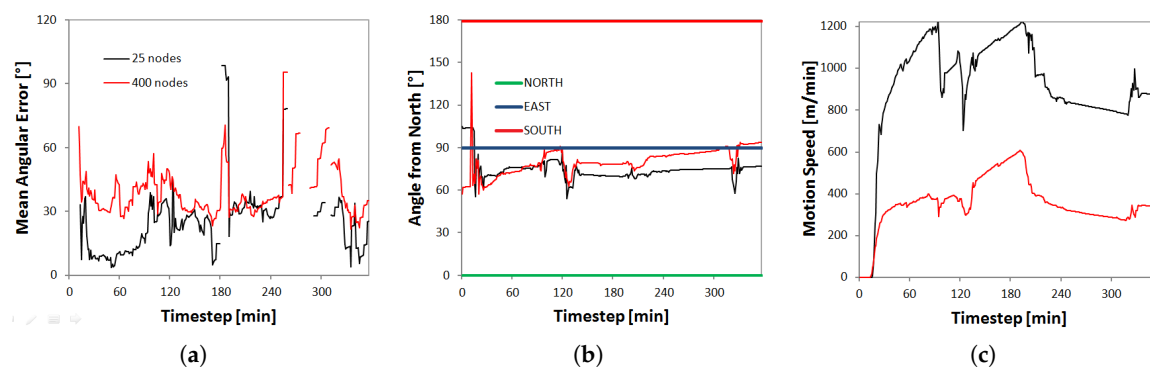 120
90
60
30
0
Mean Angular Error [°]
25 nodes
400 nodes
0 60 120 180 240 300
Timestep [min]
(a)
180
150
120
90
60
30
0
Angle from North [°]
NORTH
EAST
SOUTH
0 60 120 180 240 300
Timestep [min]
(b)
1200
1000
800
600
400
200
0
Motion Speed [m/min]
0 60 120 180 240 300
Timestep [min]
(c)